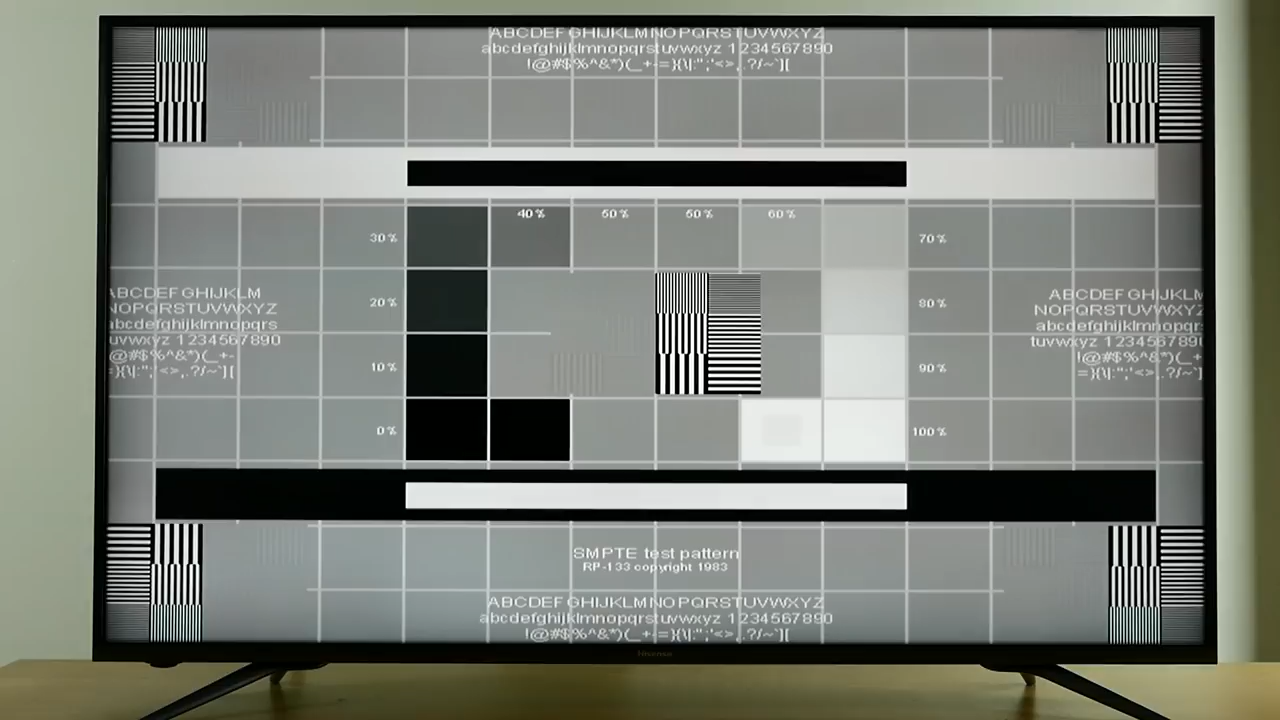 ABCDEFGHIJKLMNOPQRSTUVWXYZ
abcdefghijklmnopqrstuvwxyz 1234567890
!@#$%^&*)(_+-=}{\|:";'<>,.?/~`][
40%
50%
50%
60%
30%
70%
20%
80%
10%
90%
0%
100%
ABCDEFGHIJKLM
NOPQRSTUVWXYZ
abcdefghijklmnopqrs
tuvwxyz 1234567890
!@#$%^&*)(_+-
=}{\|:";'<>,.?/~`][
ABCDEFGHIJKLM
NOPQRSTUVWXYZ
abcdefghijklmnopqrs
tuvwxyz 1234567890
!@#$%^&*)(_+
=}{\|:";'<>,.?/~`]
SMPTE test pattern
RP-133 copyright 1983
ABCDEFGHIJKLMNOPQRSTUVWXYZ
abcdefghijklmnopqrstuvwxyz 1234567890
!@#$%^&*)(_+-=}{\|:";'<>,.?/~`][
Hisense